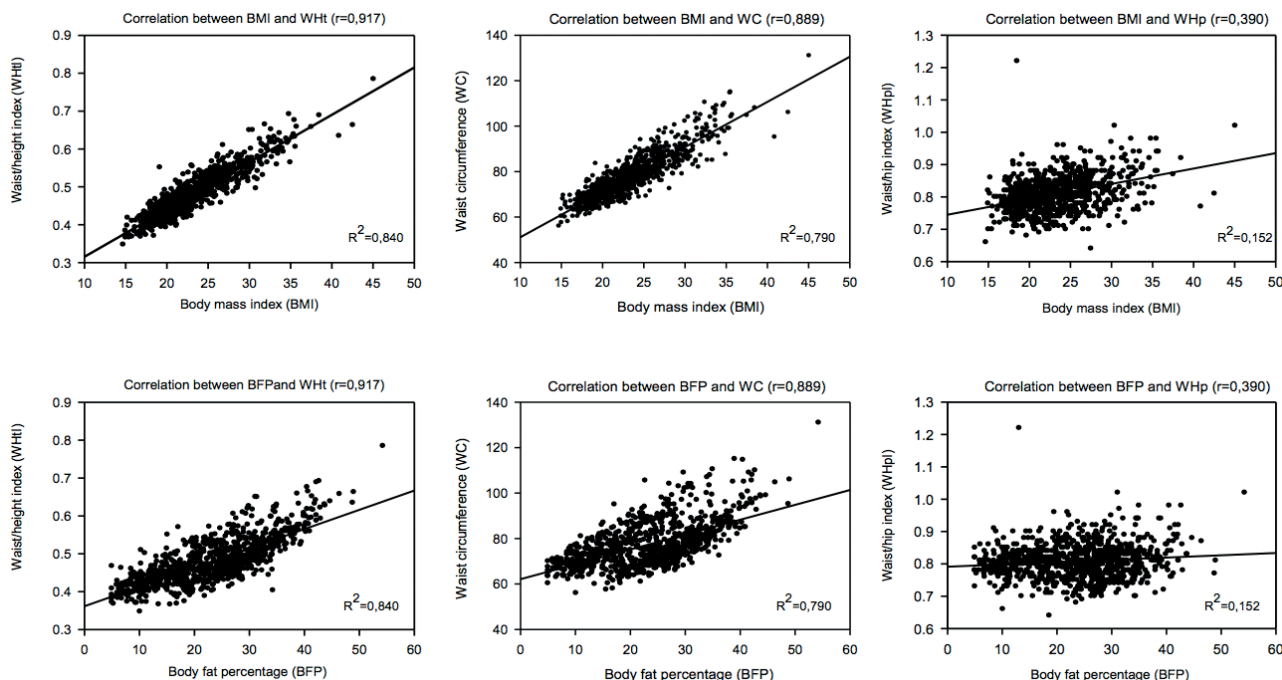 Correlation between BMI and WHt (r=0,917)
Waist/height index (WHtI)
0.9
0.8
0.7
0.6
0.5
0.4
0.3
R2=0,840
10 15 20 25 30 35 40 45 50
Body mass index (BMI)
Correlation between BMI and WC (r=0,889)
Waist circumference (WC)
140
120
100
80
60
40
R2=0,790
10 15 20 25 30 35 40 45 50
Body mass index (BMI)
Correlation between BMI and WHp (r=0,390)
Waist/hip index (WHpI)
1.3
1.2
1.1
1.0
0.9
0.8
0.7
0.6
R2=0,152
10 15 20 25 30 35 40 45 50
Body mass index (BMI)
Correlation between BFPand WHt (r=0,917)
Waist/height index (WHtI)
0.9
0.8
0.7
0.6
0.5
0.4
0.3
R2=0,840
0 10 20 30 40 50 60
Body fat percentage (BFP)
Correlation between BFP and WC (r=0,889)
Waist circumference (WC)
140
120
100
80
60
40
R2=0,790
0 10 20 30 40 50 60
Body fat percentage (BFP)
Correlation between BFP and WHp (r=0,390)
Waist/hip index (WHpI)
1.3
1.2
1.1
1.0
0.9
0.8
0.7
0.6
R2=0,152
0 10 20 30 40 50 60
Body fat percentage (BFP)